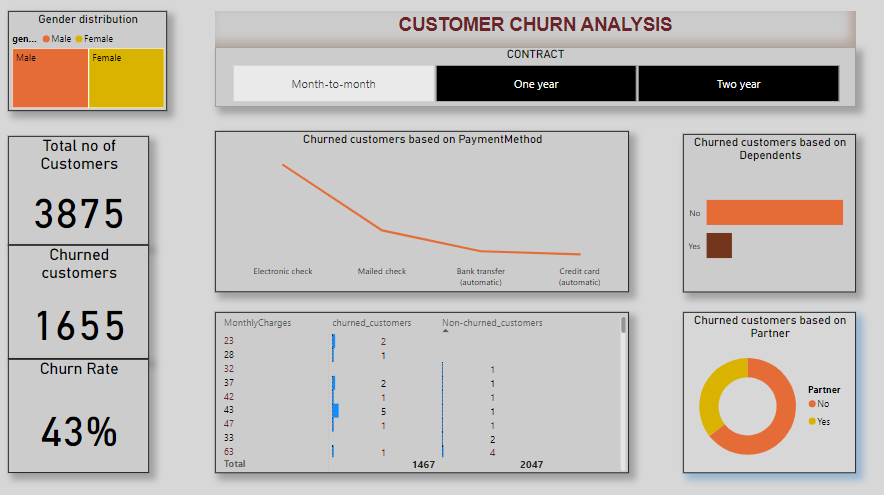 Gender distribution
gen... Male Female
Male Female
CUSTOMER CHURN ANALYSIS
CONTRACT
Month-to-month One year Two year
Total no of
Customers
3875
Churned
customers
1655
Churn Rate
43%
Churned customers based on PaymentMethod
Electronic check Mailed check Bank transfer
(automatic) Credit card
(automatic)
Churned customers based on
Dependents
No
Yes
MonthlyCharges churned_customers Non-churned_customers
23 2
28 1
32 1
37 2 1
42 1 1
43 5 1
47 1 1
33 2
63 1 4
Total 1467 2047
Churned customers based on
Partner
Partner
No
Yes